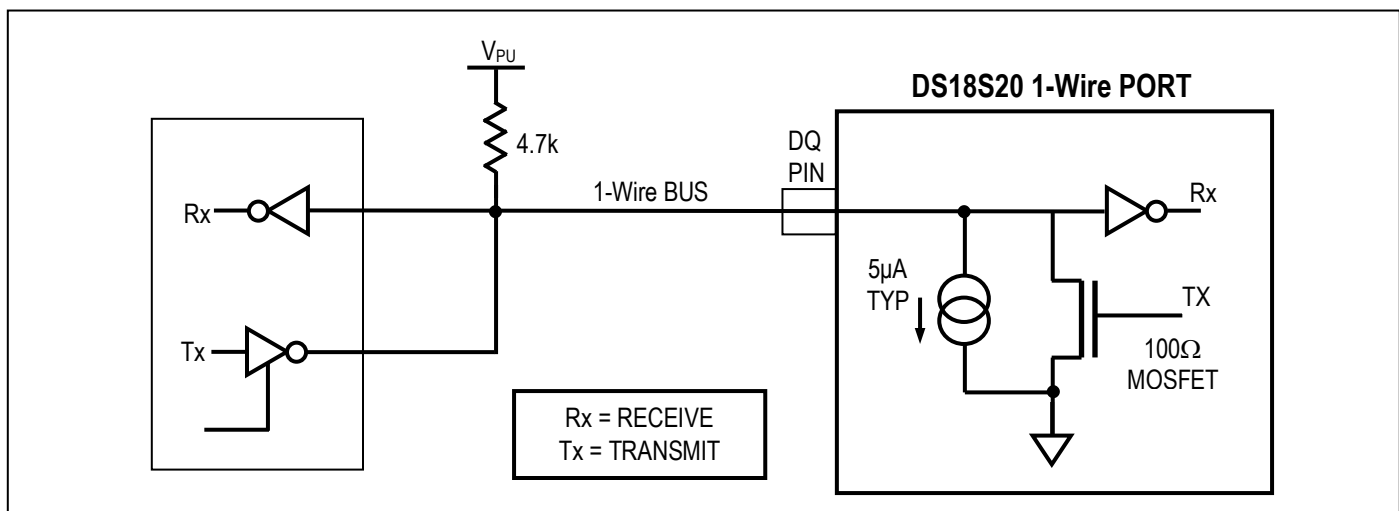 V_PU
4.7k
DS18S20 1-Wire PORT
DQ
PIN
1-Wire BUS
Rx
Rx
5µA
TYP
TX
Tx
100Ω
MOSFET
Rx = RECEIVE
Tx = TRANSMIT